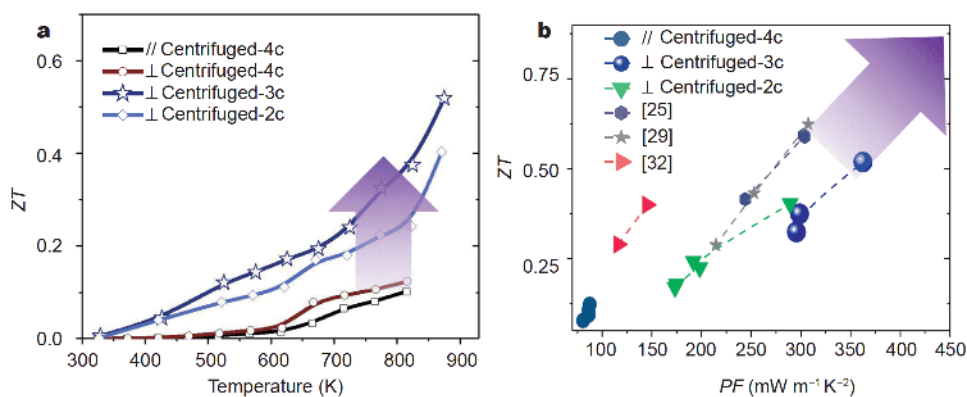 a
// Centrifuged-4c
⊥ Centrifuged-4c
⊥ Centrifuged-3c
⊥ Centrifuged-2c
0.6
0.4
0.2
0.0
ZT
300 400 500 600 700 800 900
Temperature (K)
b
// Centrifuged-4c
⊥ Centrifuged-3c
⊥ Centrifuged-2c
[25]
[29]
[32]
0.75
0.50
0.25
ZT
100 150 200 250 300 350 400 450
PF (mW m⁻¹ K⁻²)